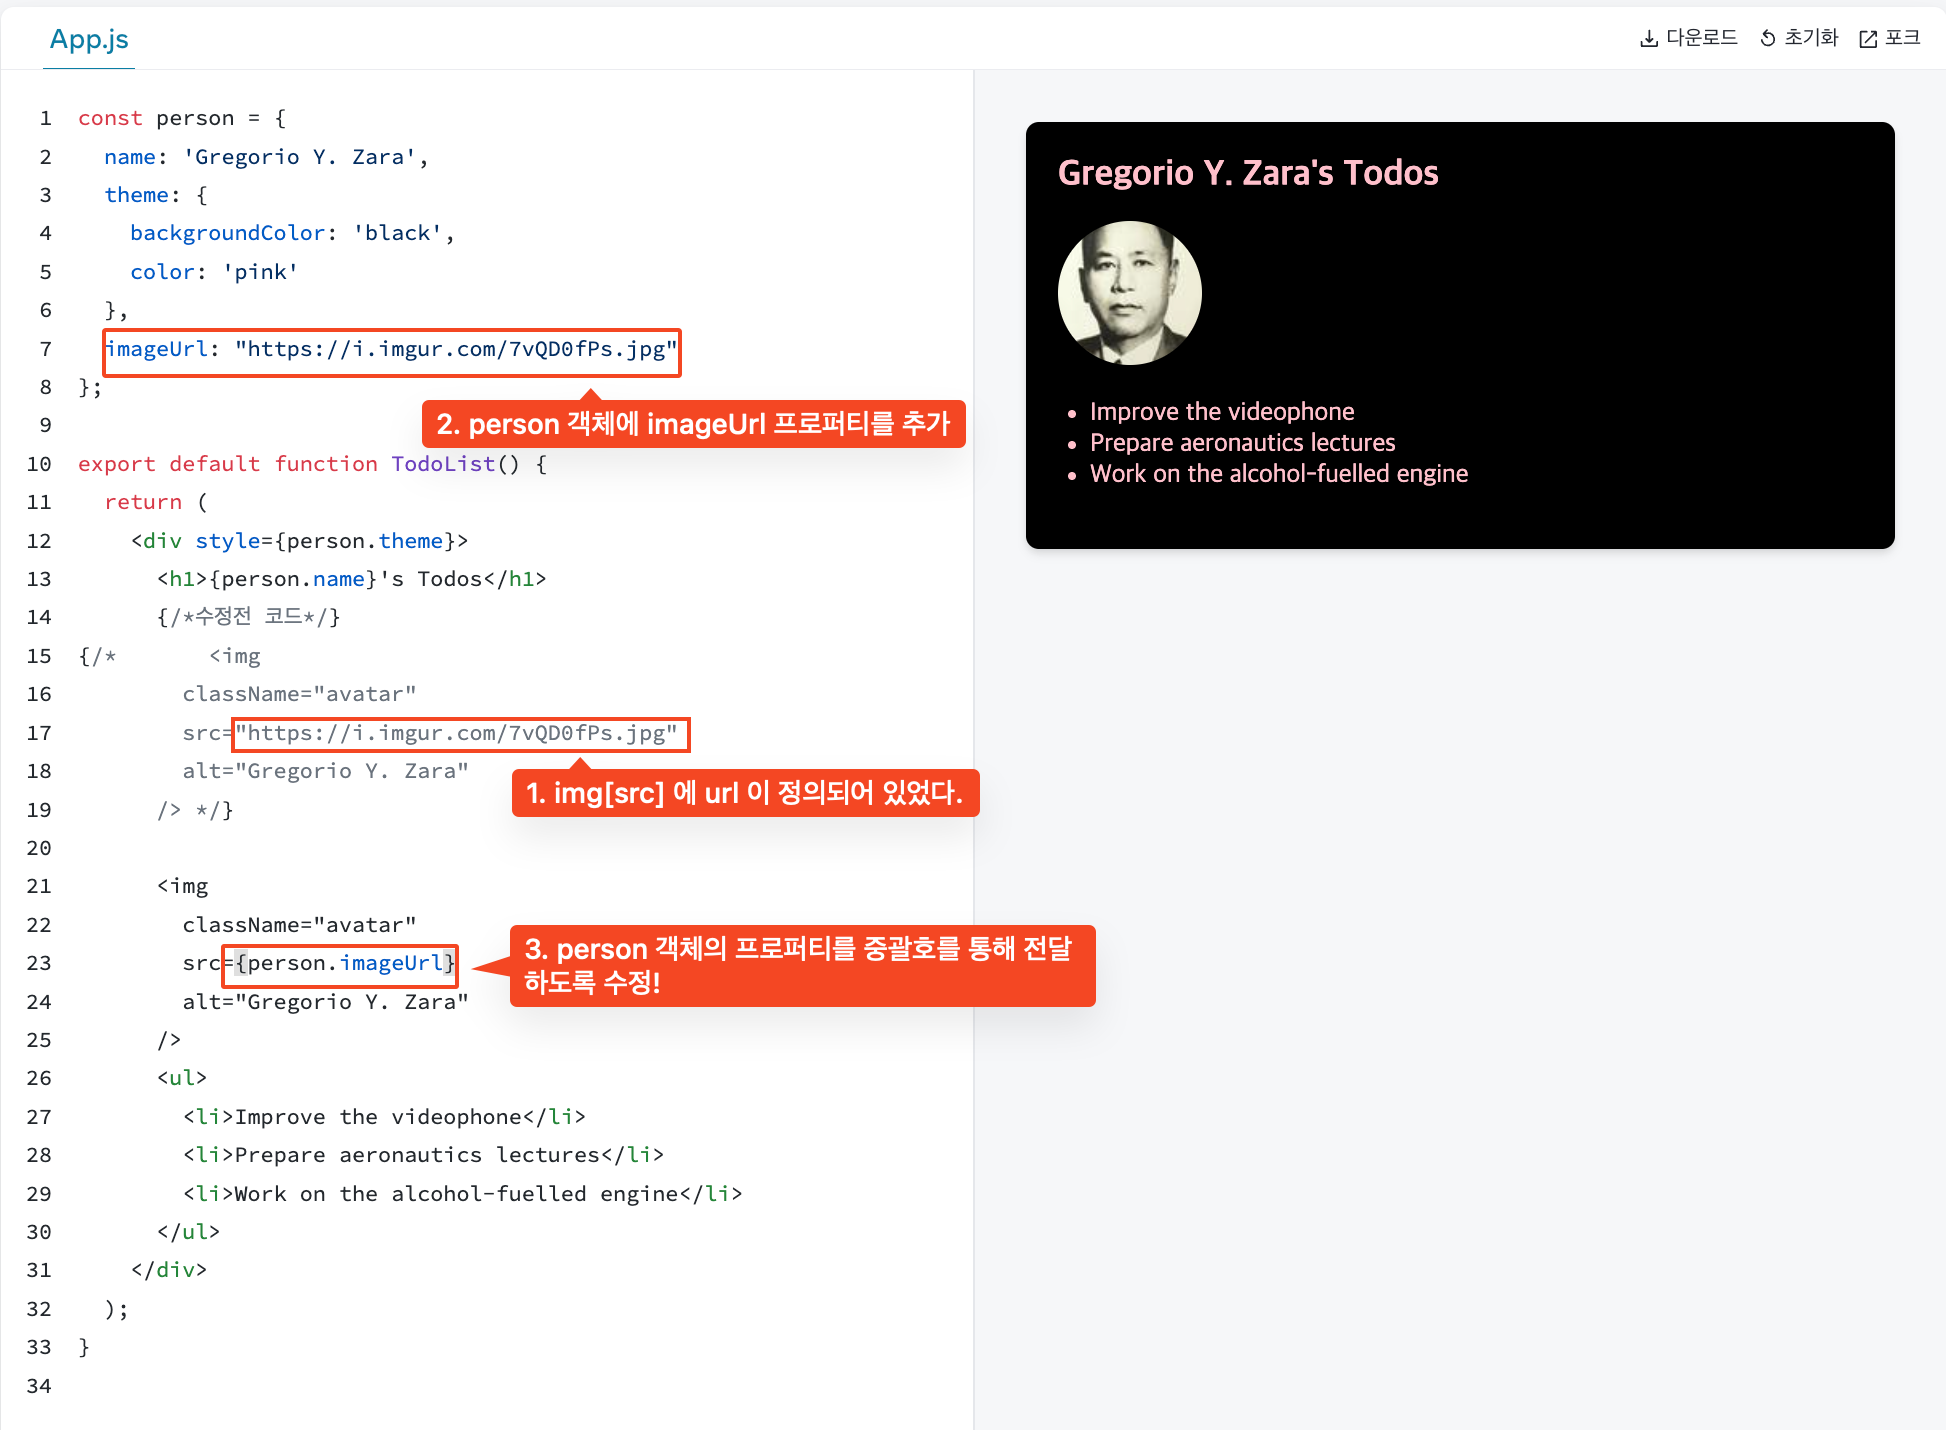 App.js
다운로드
초기화
포크
1 const person = {
2 name: 'Gregorio Y. Zara',
3 theme: {
4 backgroundColor: 'black',
5 color: 'pink'
6 },
7 imageUrl: "https://i.imgur.com/7vQD0fPs.jpg"
8 };
2. person 객체에 imageUrl 프로퍼티를 추가
9
10 export default function TodoList() {
11 return (
12 <div style={person.theme}>
13 <h1>{person.name}'s Todos</h1>
14 {/*수정전 코드*/}
15 {/* <img
16 className="avatar"
17 src="https://i.imgur.com/7vQD0fPs.jpg"
18 alt="Gregorio Y. Zara"
1. img[src] 에 url 이 정의되어 있었다.
19 /> */}
20
21 <img
22 className="avatar"
23 src={person.imageUrl}
3. person 객체의 프로퍼티를 중괄호를 통해 전달
하도록 수정!
24 alt="Gregorio Y. Zara"
25 />
26 <ul>
27 <li>Improve the videophone</li>
28 <li>Prepare aeronautics lectures</li>
29 <li>Work on the alcohol-fuelled engine</li>
30 </ul>
31 </div>
32 );
33 }
34
Gregorio Y. Zara's Todos
• Improve the videophone
• Prepare aeronautics lectures
• Work on the alcohol-fuelled engine